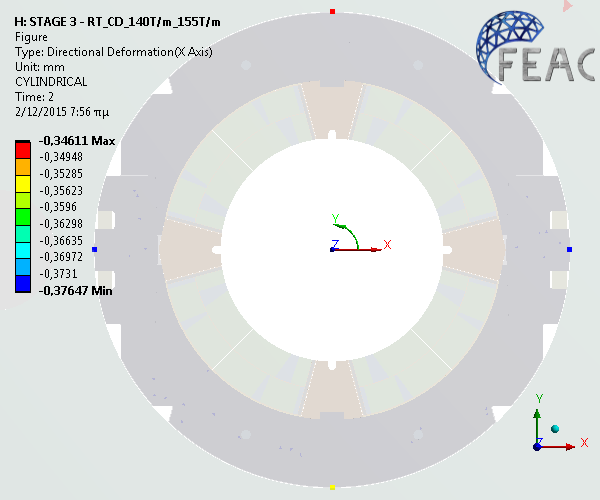 H: STAGE 3 - RT_CD_140T/m_155T/m
Figure
Type: Directional Deformation(X Axis)
Unit: mm
CYLINDRICAL
Time: 2
2/12/2015 7:56 πμ
FEAC
-0,34611 Max
-0,34948
-0,35285
-0,35623
-0,3596
-0,36298
-0,36635
-0,36972
-0,3731
-0,37647 Min
Y
Z
X
Y
Z
X